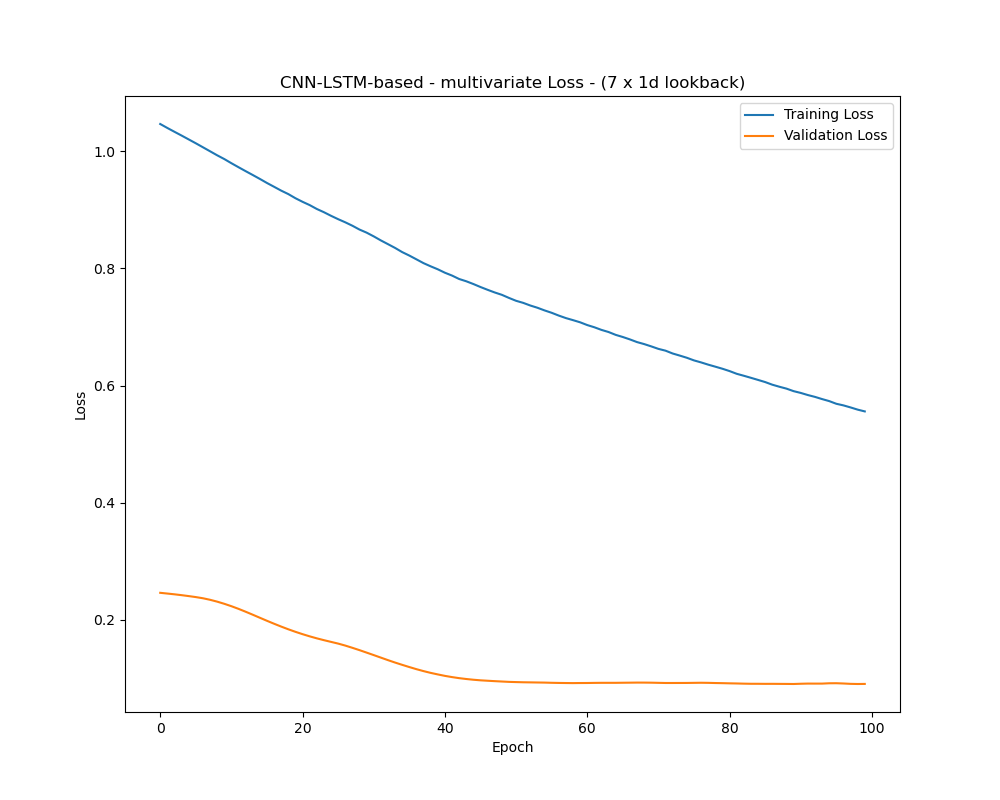 CNN-LSTM-based - multivariate Loss - (7 x 1d lookback)
Training Loss
Validation Loss
1.0
0.8
0.6
0.4
0.2
Loss
0 20 40 60 80 100
Epoch